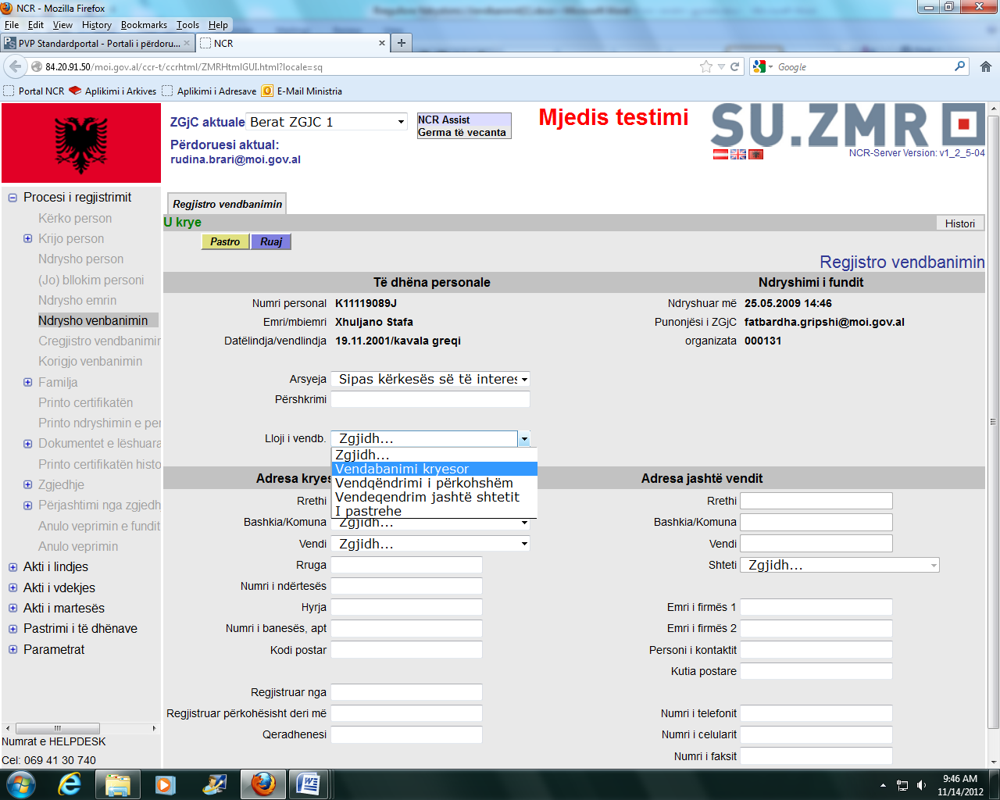 NCR - Mozilla Firefox
File Edit View History Bookmarks Tools Help
PVP Standardportal - Portali i përdoru...
NCR
84.20.91.50/moi.gov.al/ccr-t/ccrhtml/ZMRHtmlGUI.html?locale=sq
Google
Portal NCR Aplikimi i Arkives Aplikimi i Adresave E-Mail Ministria
ZGjC aktuale Berat ZGJC 1
NCR Assist
Germa të vecanta
Mjedis testimi
SU.ZMR
Përdoruesi aktual:
rudina.brari@moi.gov.al
NCR-Server Version: v1_2_5-04
Procesi i regjistrimit
Kërko person
Krijo person
Ndrysho person
(Jo) bllokim personi
Ndrysho emrin
Ndrysho venbanimin
Cregjistro vendbanimir
Korigjo venbanimin
Familja
Printo certifikatën
Printo ndryshimin e per
Dokumentet e lëshuara
Printo certifikatën histo
Zgjedhje
Përjashtimi nga zgjedh
Anulo veprimin e fundit
Anulo veprimin
Akti i lindjes
Akti i vdekjes
Akti i martesës
Pastrimi i të dhënave
Parametrat
Numrat e HELPDESK
Cel: 069 41 30 740
Regjistro vendbanimin
U krye
Histori
Pastro Ruaj
Regjistro vendbanimin
Të dhëna personale Ndryshimi i fundit
Numri personal K11119089J Ndryshuar më 25.05.2009 14:46
Emri/mbiemri Xhuljano Stafa Punonjësi i ZGjC fatbardha.gripshi@moi.gov.al
Datëlindja/vendlindja 19.11.2001/kavala greqi organizata 000131
Arsyeja Sipas kërkesës së të interes
Përshkrimi
Lloji i vendb. Zgjidh...
Zgjidh...
Vendabanimi kryesor
Vendqëndrimi i përkohshëm
Vendeqendrim jashtë shtetit
I pastrehe
Adresa kryes Adresa jashtë vendit
Rrethi Rrethi
Bashkia/Komuna Zgjidh... Bashkia/Komuna
Vendi Zgjidh... Vendi
Rruga Shteti Zgjidh...
Numri i ndërtesës
Hyrja Emri i firmës 1
Numri i banesës, apt Emri i firmës 2
Kodi postar Personi i kontaktit
Kutia postare
Regjistruar nga
Regjistruar përkohësisht deri më Numri i telefonit
Qeradhenesi Numri i celularit
Numri i faksit
9:46 AM
11/14/2012